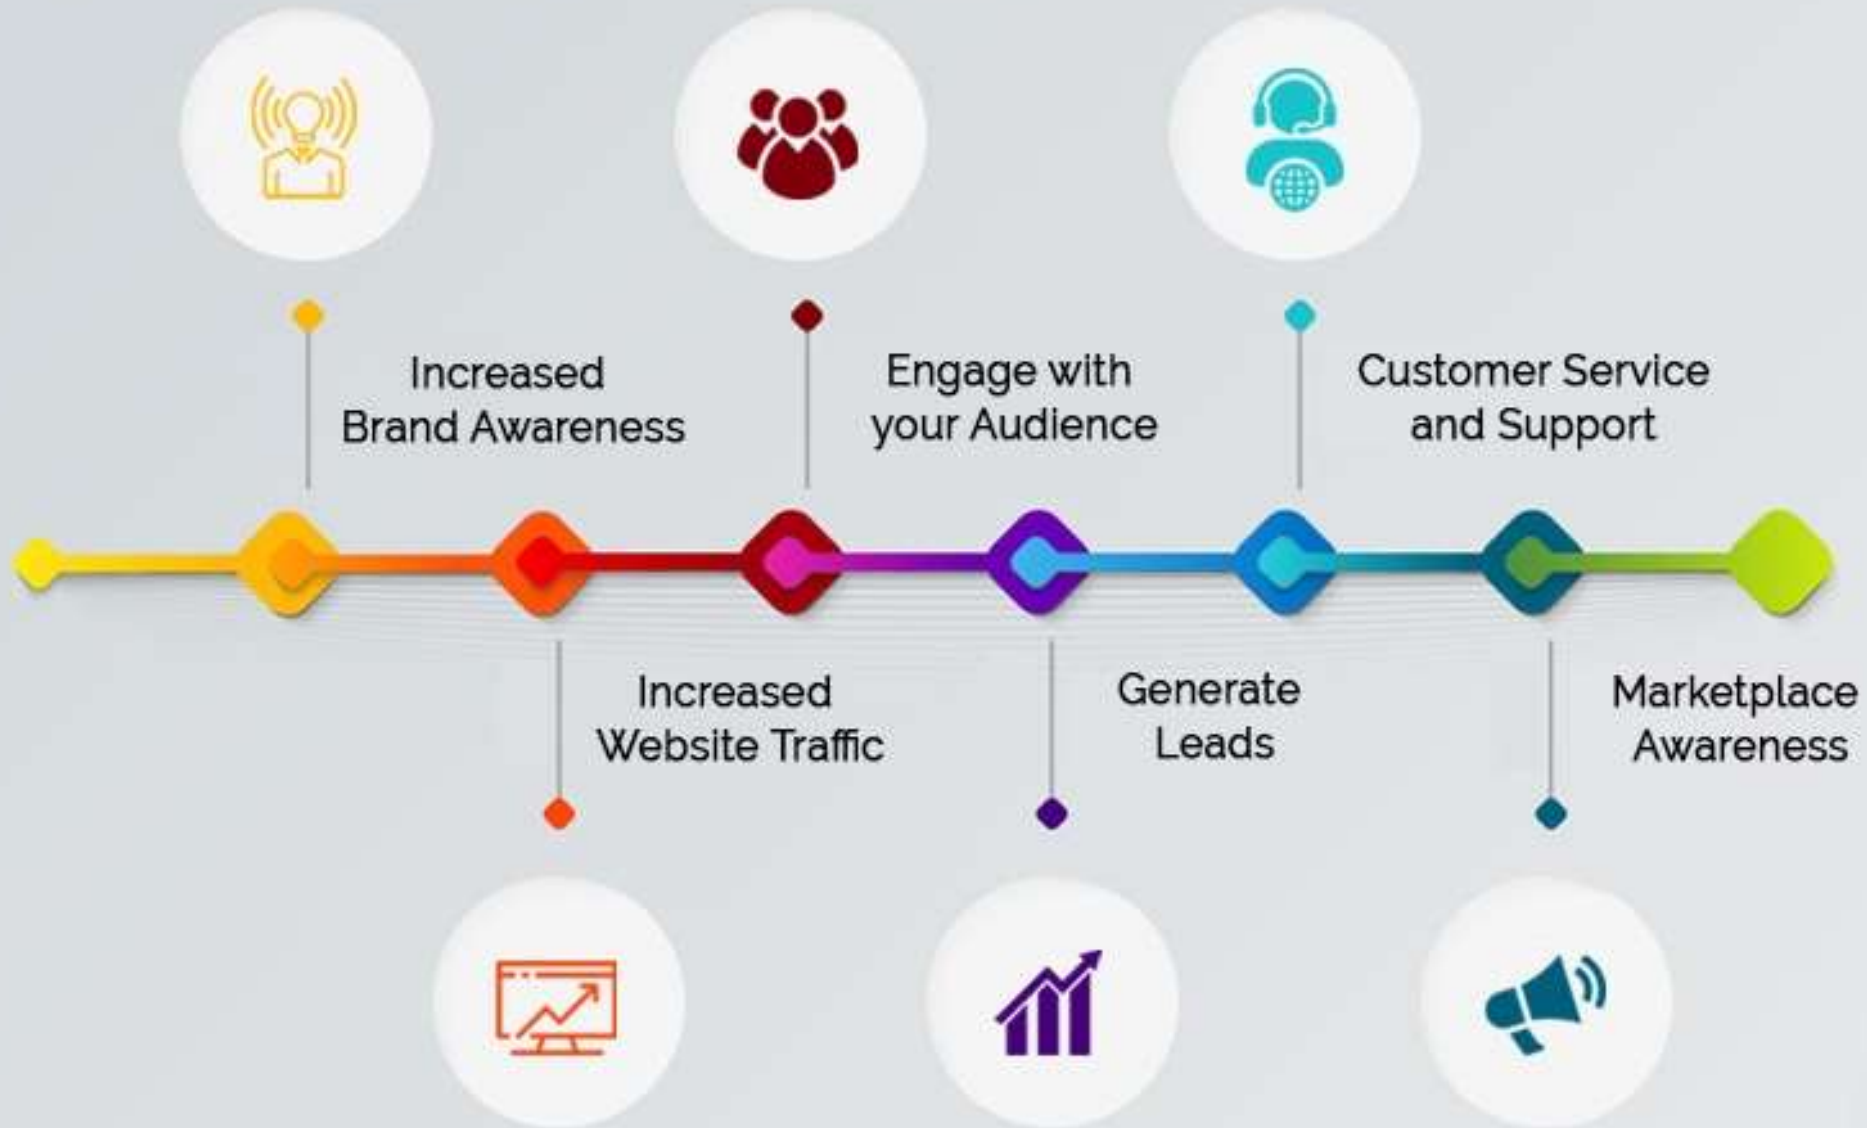 Increased
Brand Awareness
Engage with
your Audience
Customer Service
and Support
Increased
Website Traffic
Generate
Leads
Marketplace
Awareness